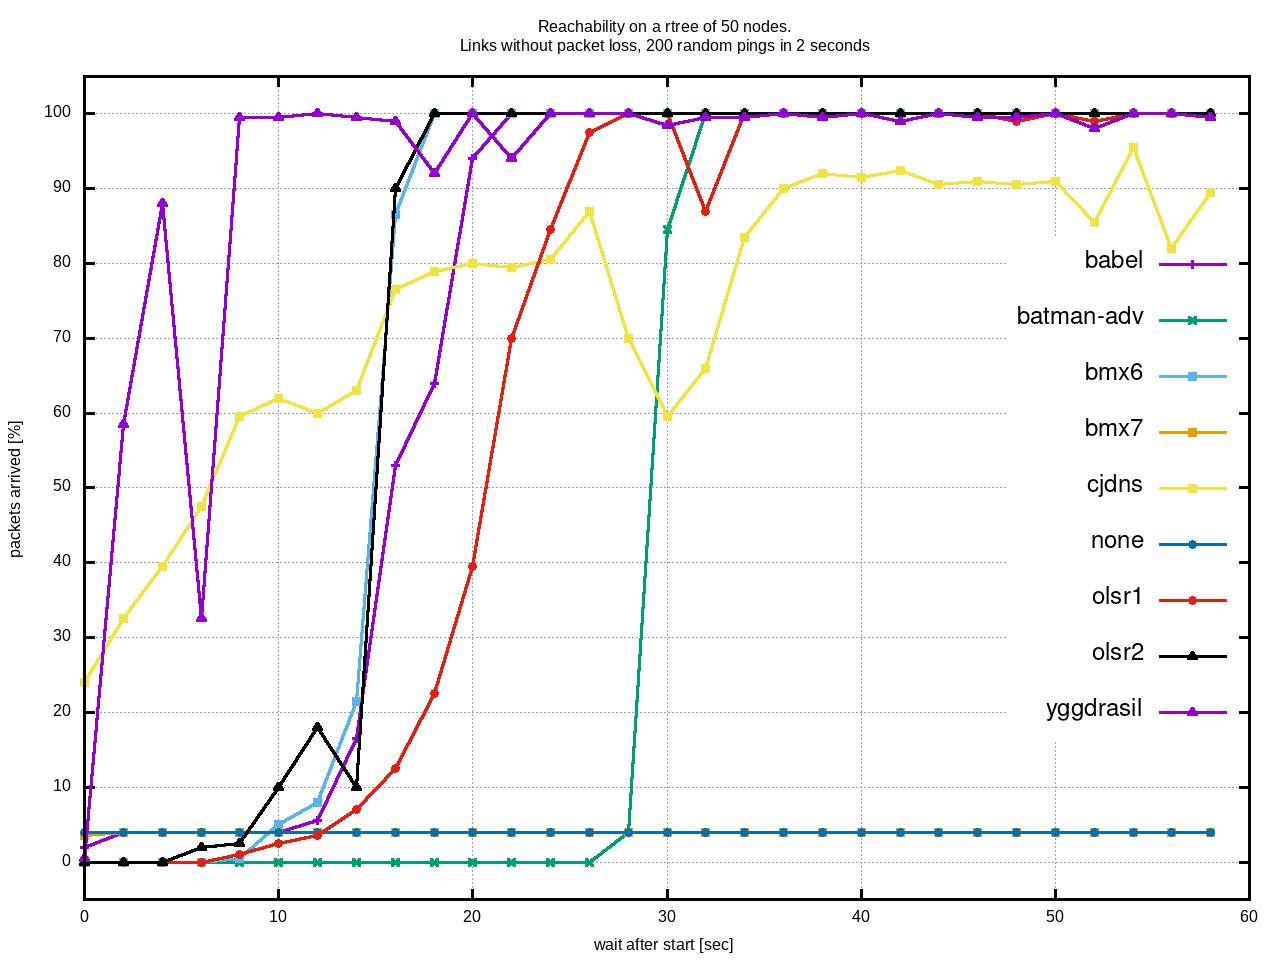 Reachability on a rtree of 50 nodes.
Links without packet loss, 200 random pings in 2 seconds
100
90
80
70
60
50
40
30
20
10
0
packets arrived [%]
babel
batman-adv
bmx6
bmx7
cjdns
none
olsr1
olsr2
yggdrasil
0 10 20 30 40 50 60
wait after start [sec]